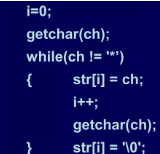 i=0;
getchar(ch);
while(ch != '*’)
{ str[i] = ch;
i++;
getchar(ch);
} str[i] = '\0';